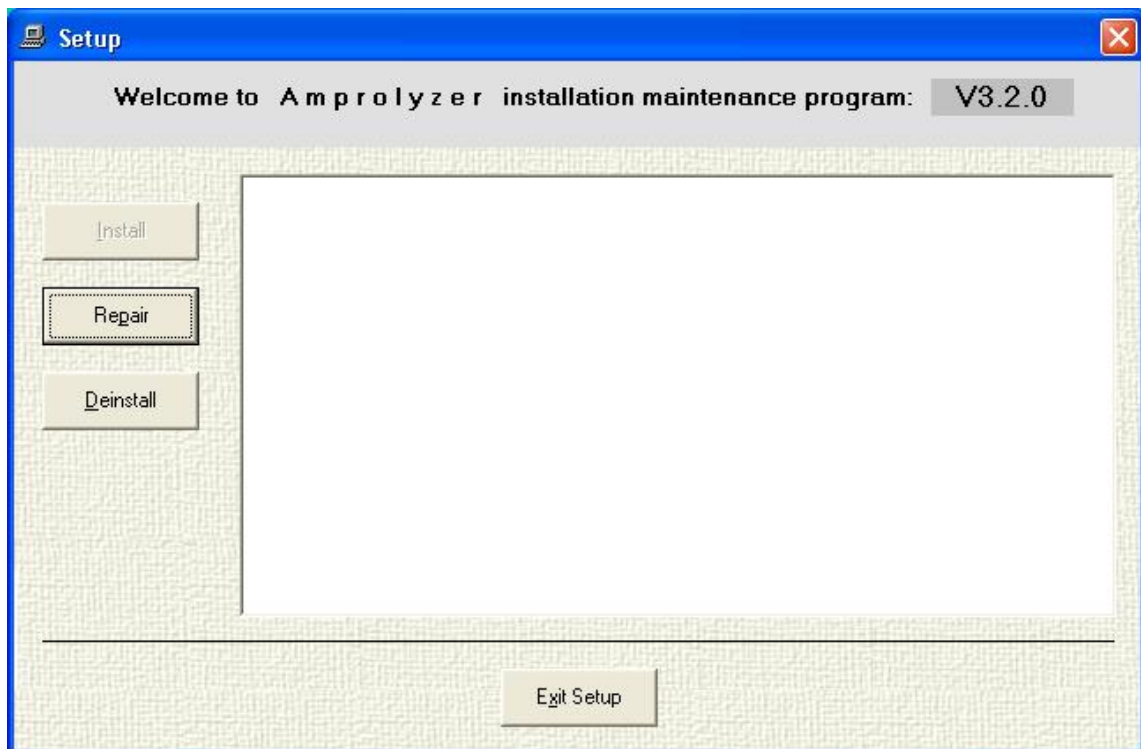 Setup
Welcome to A m p r o l y z e r installation maintenance program: V3.2.0
Install
Repair
Deinstall
Exit Setup